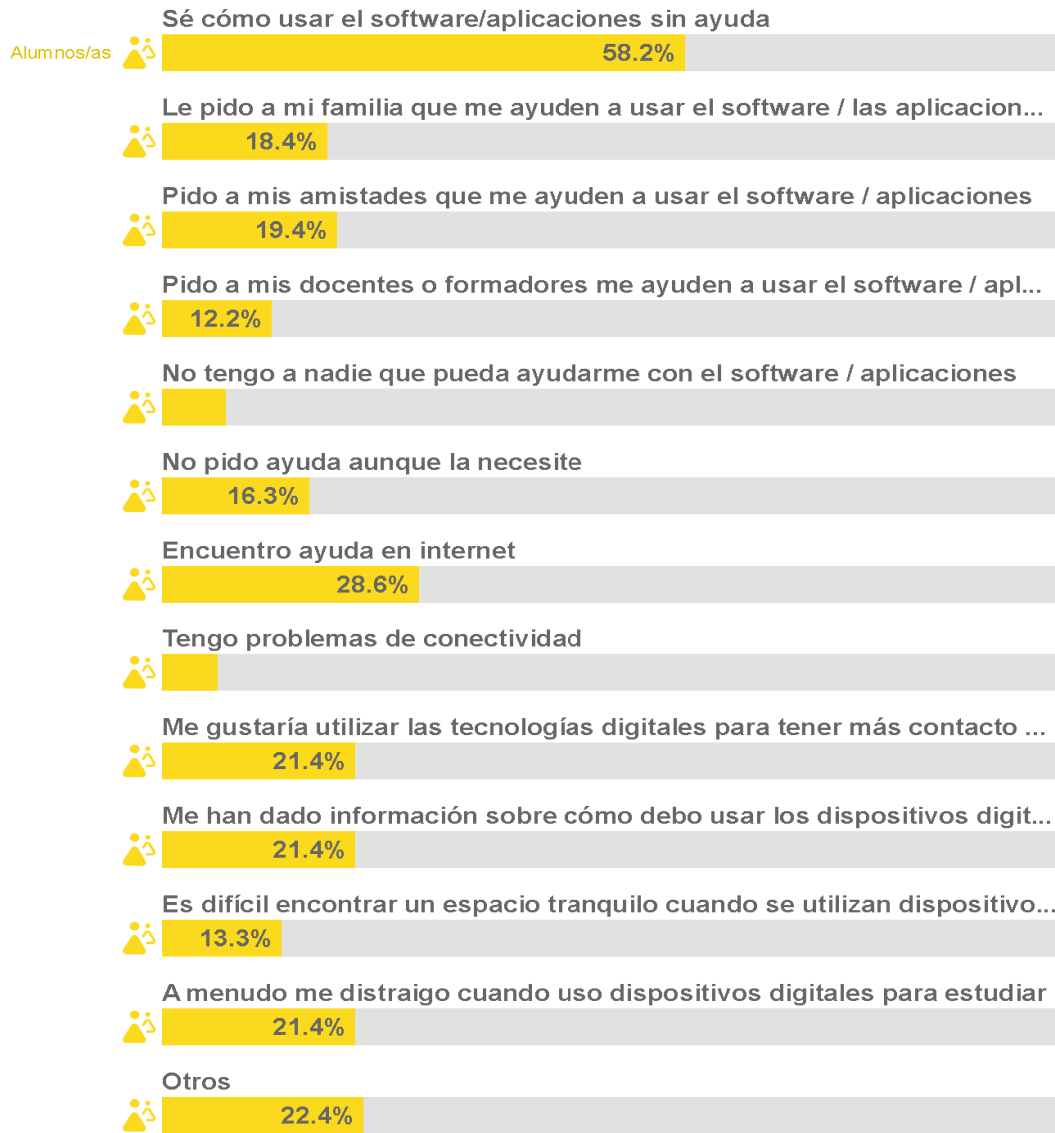 Sé cómo usar el software/aplicaciones sin ayuda
Alumnos/as
58.2%
Le pido a mi familia que me ayuden a usar el software / las aplicacion...
18.4%
Pido a mis amistades que me ayuden a usar el software / aplicaciones
19.4%
Pido a mis docentes o formadores me ayuden a usar el software / apl...
12.2%
No tengo a nadie que pueda ayudarme con el software / aplicaciones
No pido ayuda aunque la necesite
16.3%
Encuentro ayuda en internet
28.6%
Tengo problemas de conectividad
Me gustaría utilizar las tecnologías digitales para tener más contacto ...
21.4%
Me han dado información sobre cómo debo usar los dispositivos digit...
21.4%
Es difícil encontrar un espacio tranquilo cuando se utilizan dispositivo...
13.3%
A menudo me distraigo cuando uso dispositivos digitales para estudiar
21.4%
Otros
22.4%